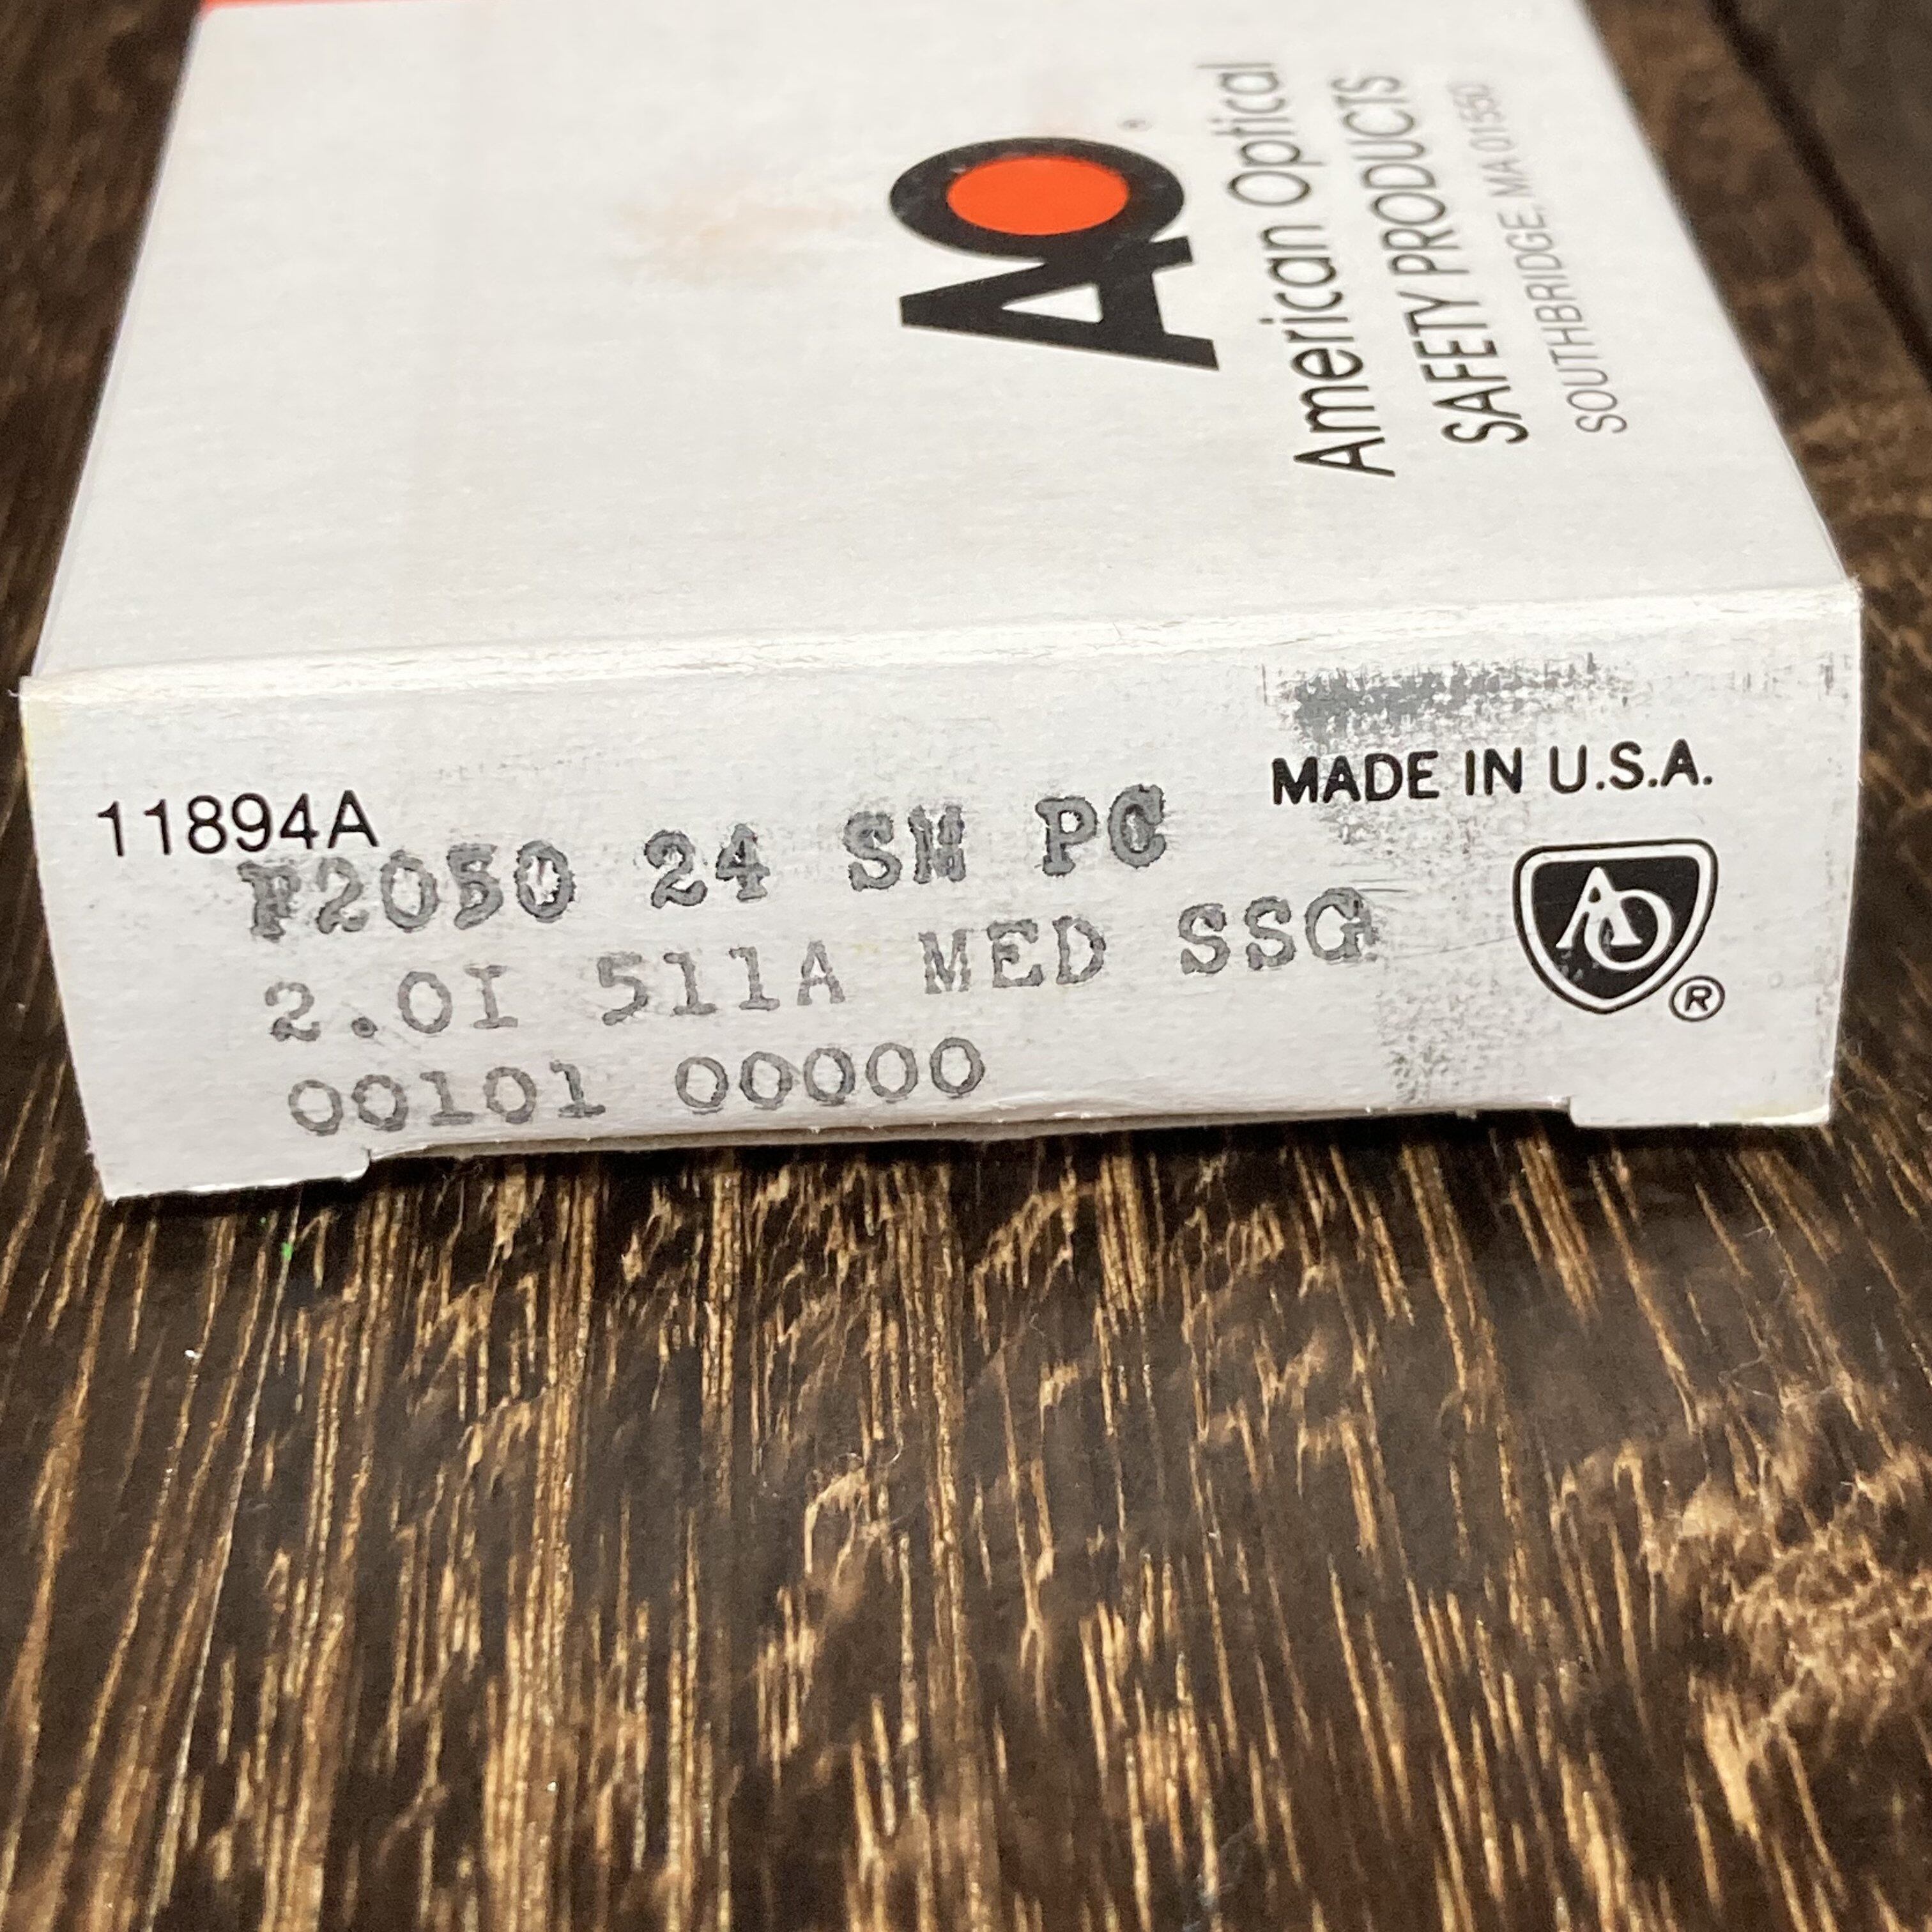 AO®
American Optical
SAFETY PRODUCTS
SOUTHBRIDGE, MA 01550
11894A
MADE IN U.S.A.
F2050 24 SM PC
2.0I 511A MED SSG
00101 00000
AO®